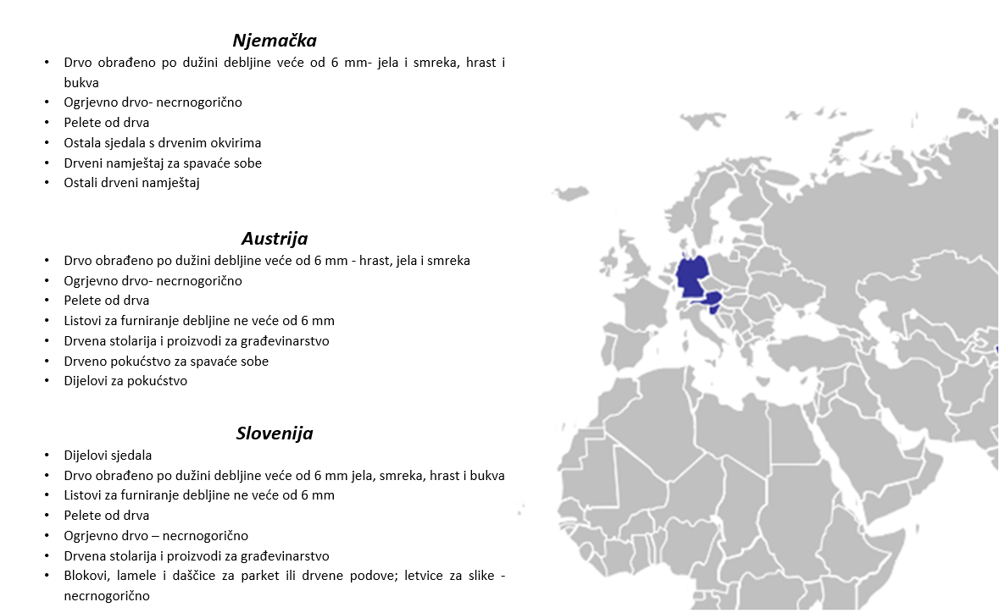 Njemačka
• Drvo obrađeno po dužini debljine veće od 6 mm- jela i smreka, hrast i
bukva
• Ogrjevno drvo- necrnogorično
• Pelete od drva
• Ostala sjedala s drvenim okvirima
• Drveni namještaj za spavaće sobe
• Ostali drveni namještaj
Austrija
• Drvo obrađeno po dužini debljine veće od 6 mm - hrast, jela i smreka
• Ogrjevno drvo- necrnogorično
• Pelete od drva
• Listovi za furniranje debljine ne veće od 6 mm
• Drvena stolarija i proizvodi za građevinarstvo
• Drveno pokućstvo za spavaće sobe
• Dijelovi za pokućstvo
Slovenija
• Dijelovi sjedala
• Drvo obrađeno po dužini debljine veće od 6 mm jela, smreka, hrast i bukva
• Listovi za furniranje debljine ne veće od 6 mm
• Pelete od drva
• Ogrjevno drvo – necrnogorično
• Drvena stolarija i proizvodi za građevinarstvo
• Blokovi, lamele i daščice za parket ili drvene podove; letvice za slike -
necrnogorično